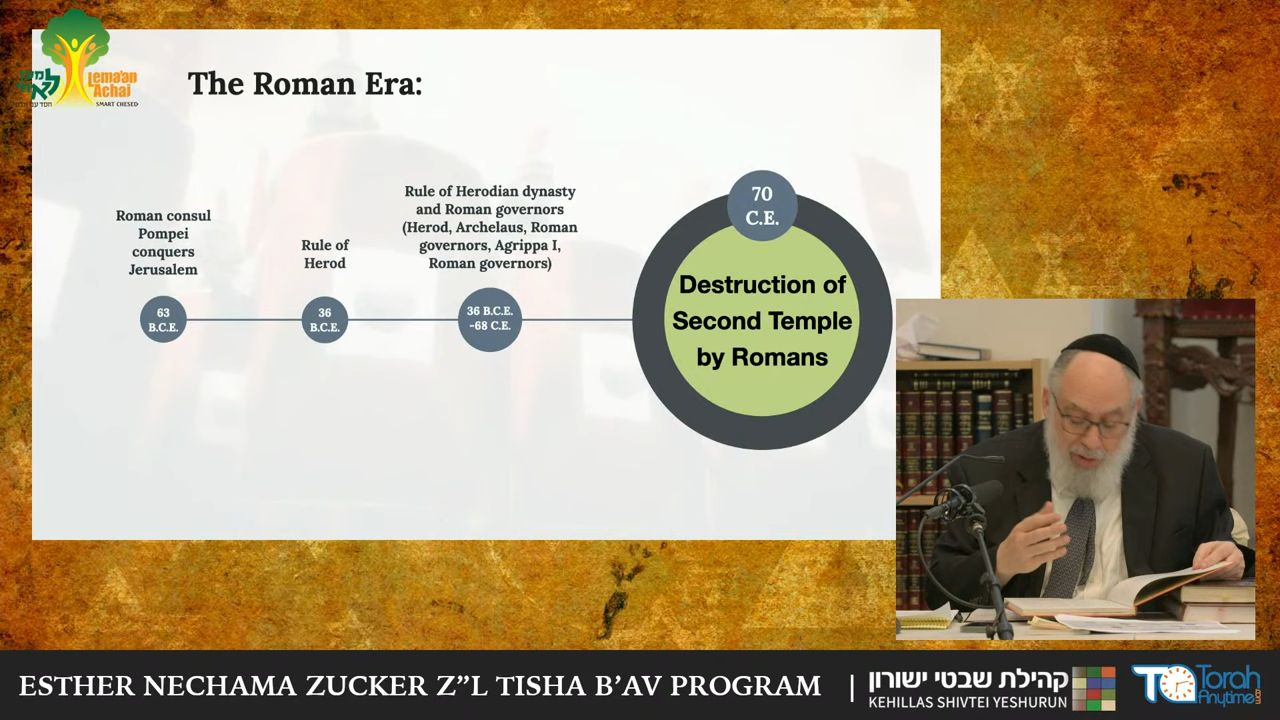 Lema'an
Achai
SMART CHESED
The Roman Era:
Roman consul
Pompei
conquers
Jerusalem
63
B.C.E.
Rule of
Herod
36
B.C.E.
Rule of Herodian dynasty
and Roman governors
(Herod, Archelaus, Roman
governors, Agrippa I,
Roman governors)
36 B.C.E.
-68 C.E.
70
C.E.
Destruction of
Second Temple
by Romans
ESTHER NECHAMA ZUCKER Z”L TISHA B’AV PROGRAM |
קהילת שבטי ישורון
KEHILLAS SHIVTEI YESHURUN
TA Torah
Anytime